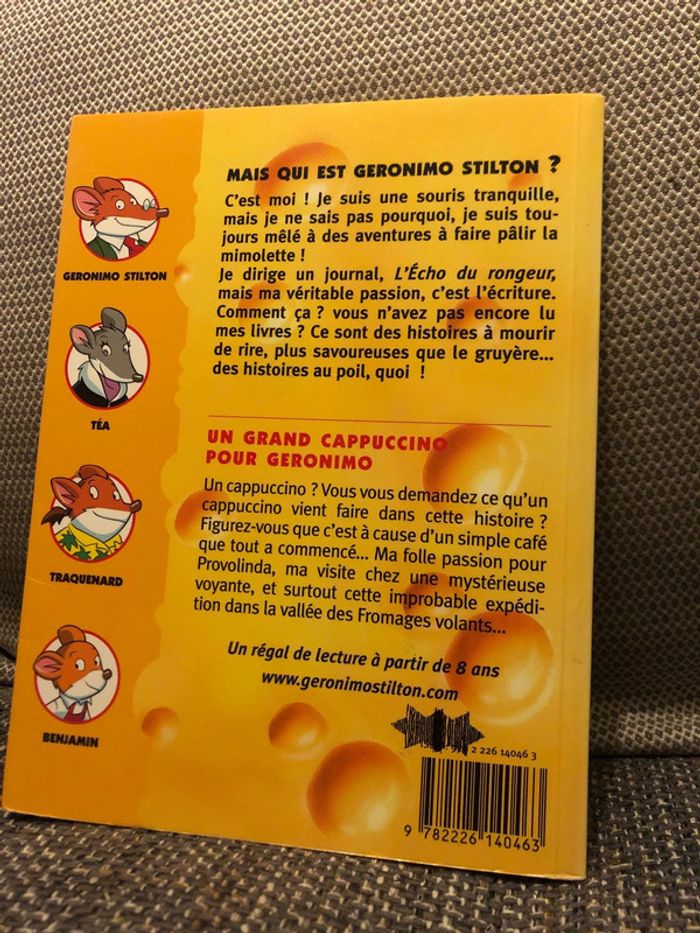 MAIS QUI EST GERONIMO STILTON ?
C'est moi ! Je suis une souris tranquille,
mais je ne sais pas pourquoi, je suis tou-
jours mêlé à des aventures à faire pâlir la
mimolette !
Je dirige un journal, L'Écho du rongeur,
mais ma véritable passion, c'est l'écriture.
Comment ça ? vous n'avez pas encore lu
mes livres ? Ce sont des histoires à mourir
de rire, plus savoureuses que le gruyère...
des histoires au poil, quoi !
UN GRAND CAPPUCCINO
POUR GERONIMO
Un cappuccino ? Vous vous demandez ce qu'un
cappuccino vient faire dans cette histoire ?
Figurez-vous que c'est à cause d'un simple café
que tout a commencé... Ma folle passion pour
Provolinda, ma visite chez une mystérieuse
voyante, et surtout cette improbable expédi-
tion dans la vallée des Fromages volants...
Un régal de lecture à partir de 8 ans
www.geronimostilton.com
GERONIMO STILTON
TÉA
TRAQUENARD
BENJAMIN
2 226 14046 3
9 782226 140463